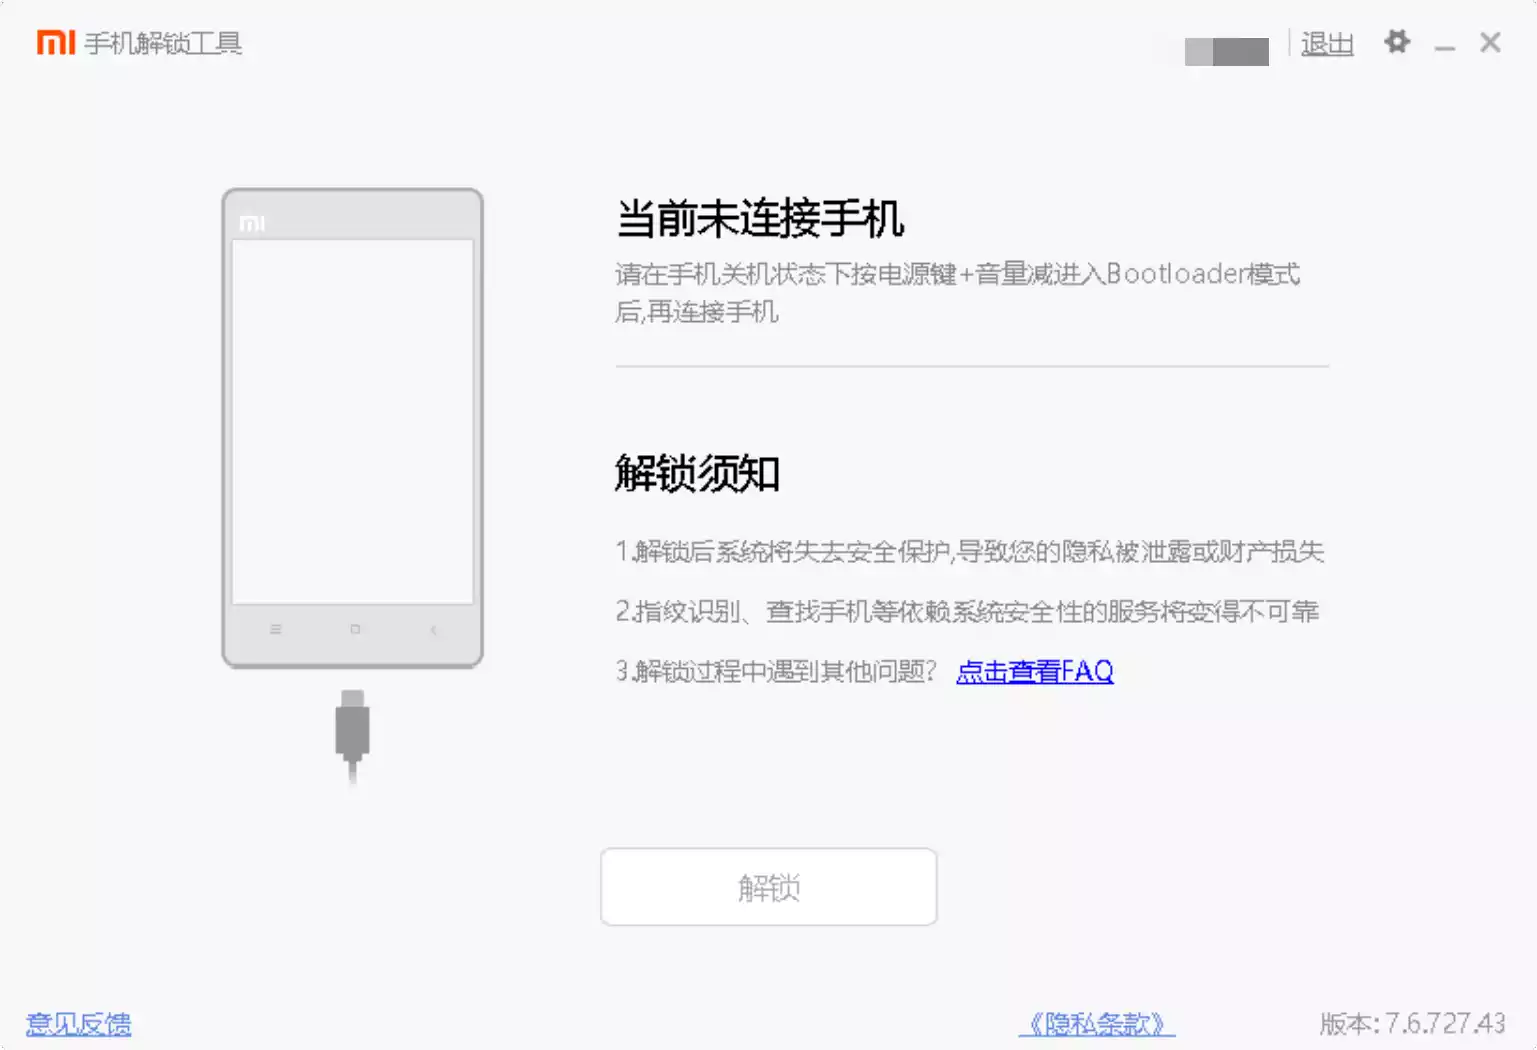 mi 手机解锁工具
退出
mi
当前未连接手机
请在手机关机状态下按电源键+音量减进入Bootloader模式
后,再连接手机
解锁须知
1.解锁后系统将失去安全保护,导致您的隐私被泄露或财产损失
2.指纹识别、查找手机等依赖系统安全性的服务将变得不可靠
3.解锁过程中遇到其他问题? 点击查看FAQ
解锁
意见反馈
《隐私条款》
版本: 7.6.727.43